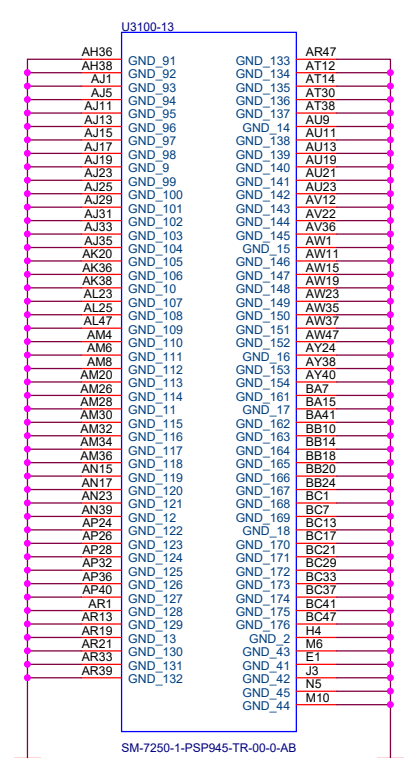 U3100-13
AH36 GND_91 GND_133 AR47
AH38 GND_92 GND_134 AT12
AJ1 GND_93 GND_135 AT14
AJ5 GND_94 GND_136 AT30
AJ11 GND_95 GND_137 AT38
AJ13 GND_96 GND_14 AU9
AJ15 GND_97 GND_138 AU11
AJ17 GND_98 GND_139 AU13
AJ19 GND_9 GND_140 AU19
AJ23 GND_99 GND_141 AU21
AJ25 GND_100 GND_142 AU23
AJ29 GND_101 GND_143 AV12
AJ31 GND_102 GND_144 AV22
AJ33 GND_103 GND_145 AV36
AJ35 GND_104 GND_15 AW1
AK20 GND_105 GND_146 AW11
AK36 GND_106 GND_147 AW15
AK38 GND_10 GND_148 AW19
AL23 GND_107 GND_149 AW23
AL25 GND_108 GND_150 AW35
AL47 GND_109 GND_151 AW37
AM4 GND_110 GND_152 AW47
AM6 GND_111 GND_16 AY24
AM8 GND_112 GND_153 AY38
AM20 GND_113 GND_154 AY40
AM26 GND_114 GND_161 BA7
AM28 GND_11 GND_17 BA15
AM30 GND_115 GND_162 BA41
AM32 GND_116 GND_163 BB10
AM34 GND_117 GND_164 BB14
AM36 GND_118 GND_165 BB18
AN15 GND_119 GND_166 BB20
AN17 GND_120 GND_167 BB24
AN23 GND_121 GND_168 BC1
AN39 GND_12 GND_169 BC7
AP24 GND_122 GND_18 BC13
AP26 GND_123 GND_170 BC17
AP28 GND_124 GND_171 BC21
AP32 GND_125 GND_172 BC29
AP36 GND_126 GND_173 BC33
AP40 GND_127 GND_174 BC37
AR1 GND_128 GND_175 BC41
AR13 GND_129 GND_176 BC47
AR19 GND_13 GND_2 H4
AR21 GND_130 GND_43 M6
AR33 GND_131 GND_41 E1
AR39 GND_132 GND_42 J3
GND_45 N5
GND_44 M10
SM-7250-1-PSP945-TR-00-0-AB